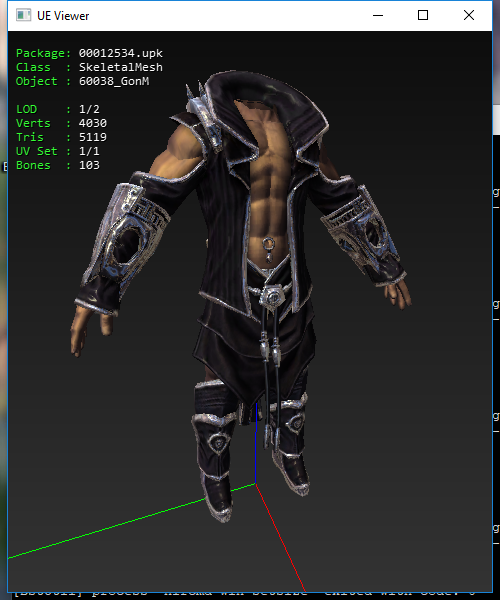 UE Viewer
Package: 00012534.upk
Class : SkeletalMesh
Object : 60038_GonM
LOD : 1/2
Verts : 4030
Tris : 5119
UV Set : 1/1
Bones : 103